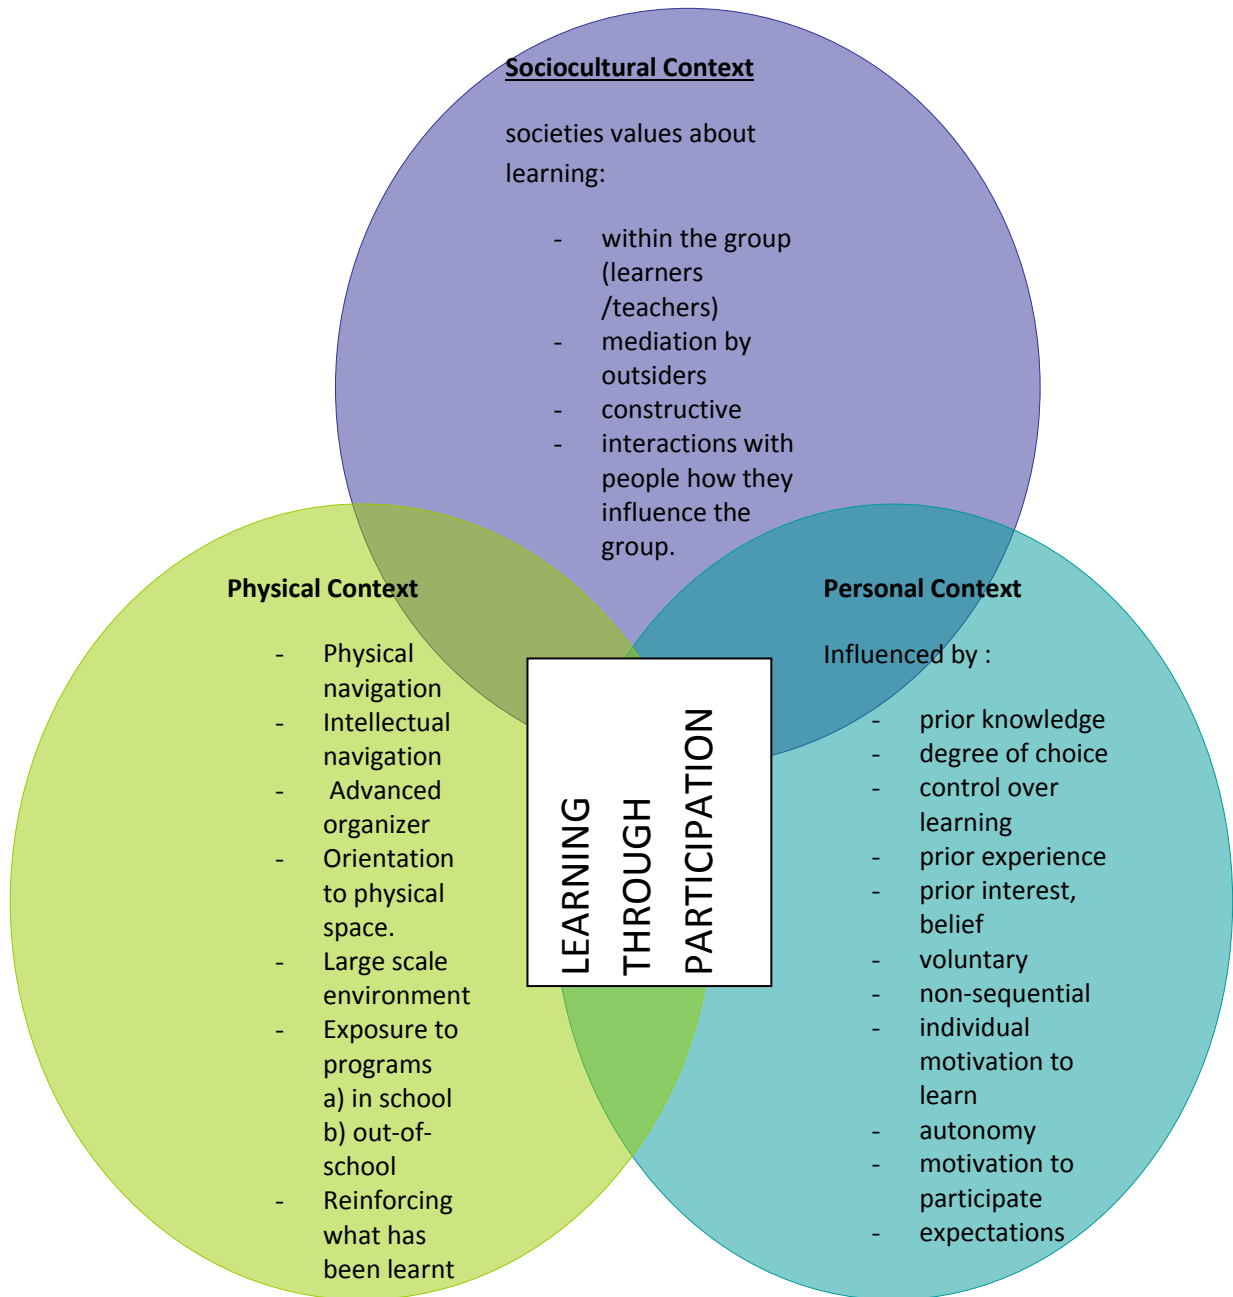 Sociocultural Context
societies values about
learning:
- within the group
(learners
/teachers)
- mediation by
outsiders
- constructive
- interactions with
people how they
influence the
group.
Physical Context
- Physical
navigation
- Intellectual
navigation
- Advanced
organizer
- Orientation
to physical
space.
- Large scale
environment
- Exposure to
programs
a) in school
b) out-of-
school
- Reinforcing
what has
been learnt
LEARNING
THROUGH
PARTICIPATION
Personal Context
Influenced by :
- prior knowledge
- degree of choice
- control over
learning
- prior experience
- prior interest,
belief
- voluntary
- non-sequential
- individual
motivation to
learn
- autonomy
- motivation to
participate
- expectations